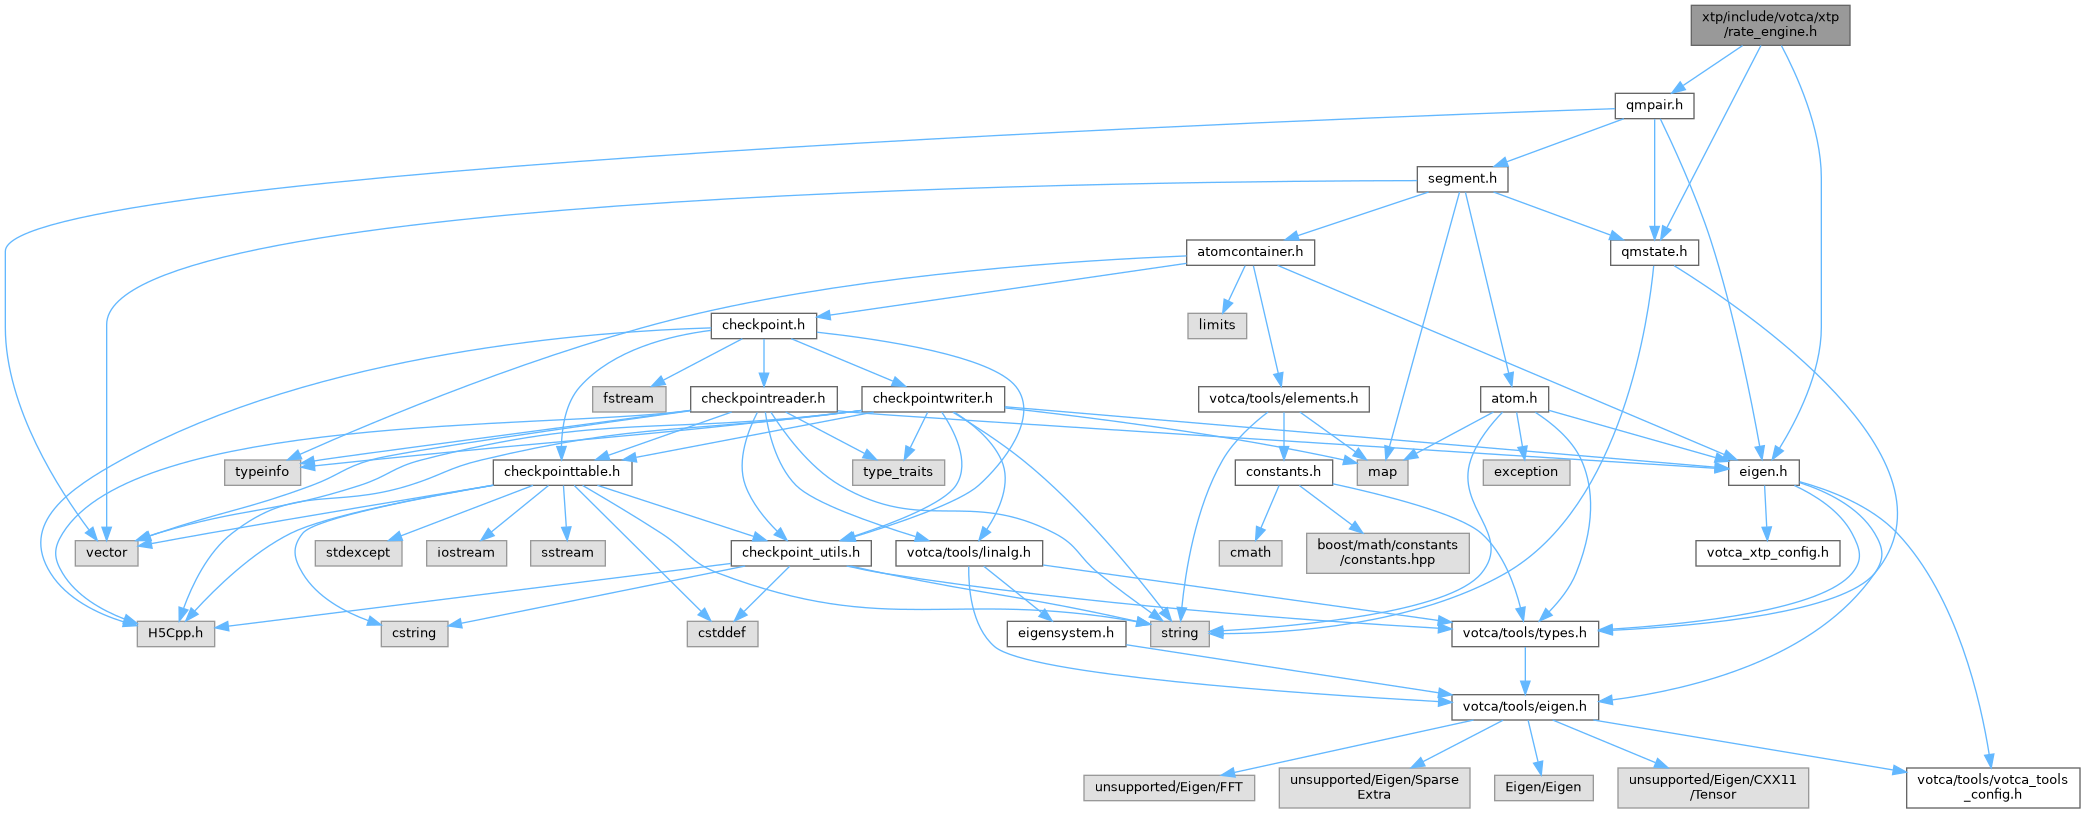 xtp/include/votca/xtp
/rate_engine.h
qmpair.h
segment.h
atomcontainer.h
qmstate.h
checkpoint.h
limits
fstream
checkpointreader.h
checkpointwriter.h
votca/tools/elements.h
atom.h
typeinfo
checkpointtable.h
type_traits
constants.h
map
exception
eigen.h
vector
stdexcept
iostream
sstream
checkpoint_utils.h
votca/tools/linalg.h
cmath
boost/math/constants
/constants.hpp
votca_xtp_config.h
H5Cpp.h
cstring
cstddef
eigensystem.h
string
votca/tools/types.h
votca/tools/eigen.h
unsupported/Eigen/FFT
unsupported/Eigen/Sparse
Extra
Eigen/Eigen
unsupported/Eigen/CXX11
/Tensor
votca/tools/votca_tools
_config.h